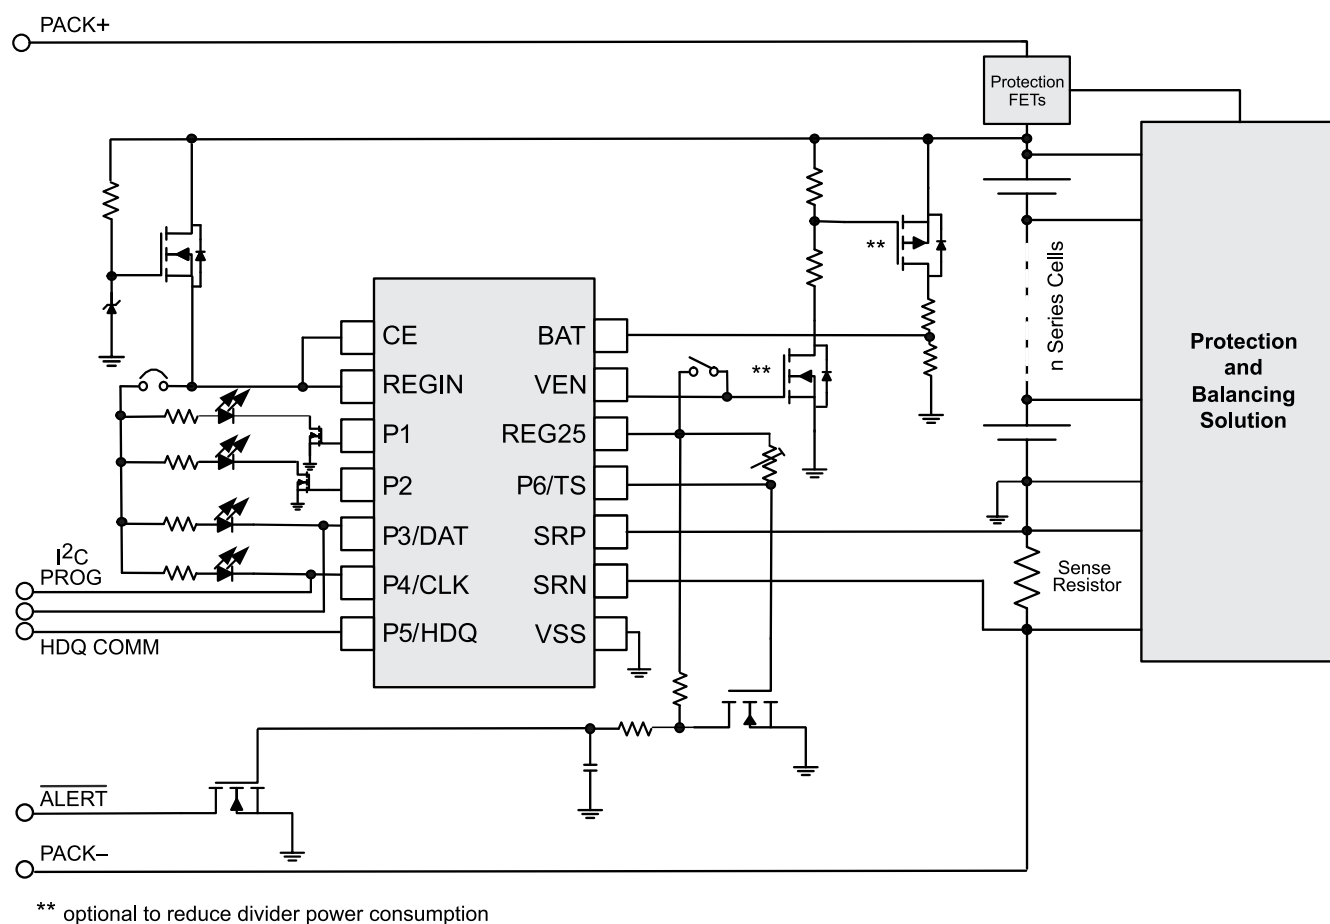 PACK+
Protection
FETs
**
n Series Cells
Protection
and
Balancing
Solution
CE
BAT
REGIN
VEN
**
P1
REG25
P2
P6/TS
P3/DAT
SRP
I2C
PROG
P4/CLK
SRN
Sense
Resistor
P5/HDQ
VSS
HDQ COMM
ALERT
PACK–
** optional to reduce divider power consumption